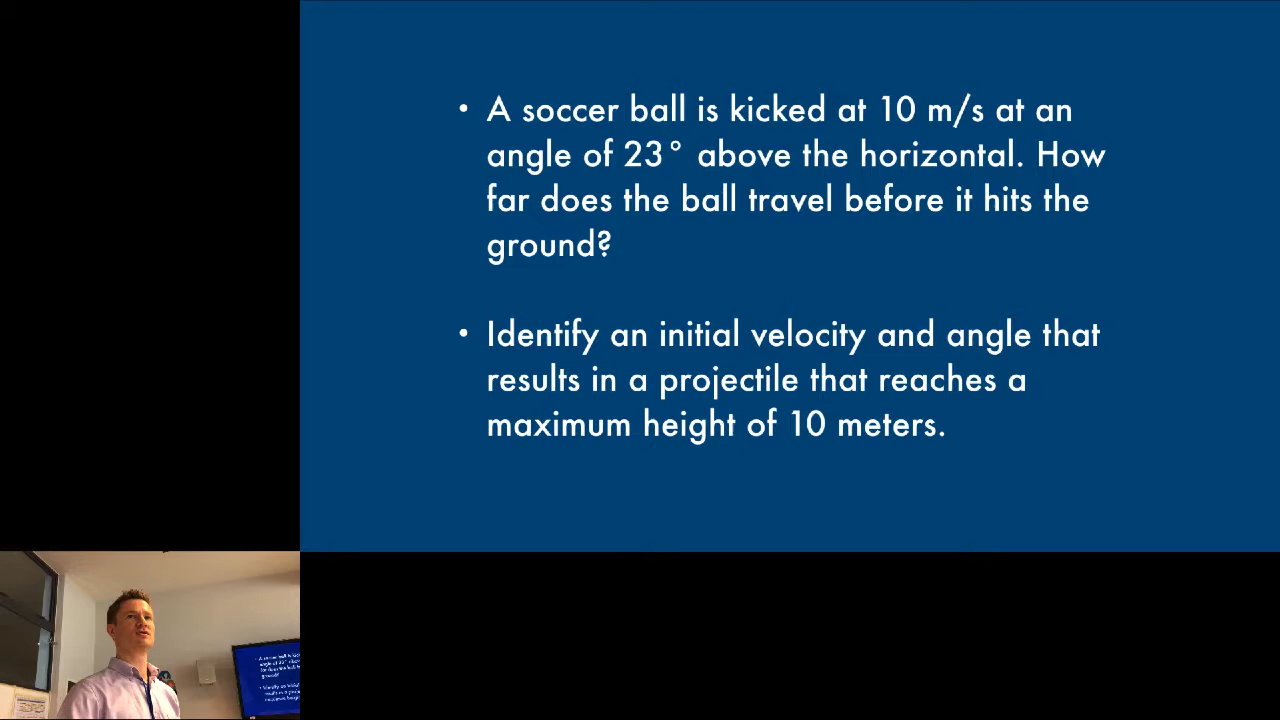 • A soccer ball is kicked at 10 m/s at an
angle of 23° above the horizontal. How
far does the ball travel before it hits the
ground?
• Identify an initial velocity and angle that
results in a projectile that reaches a
maximum height of 10 meters.